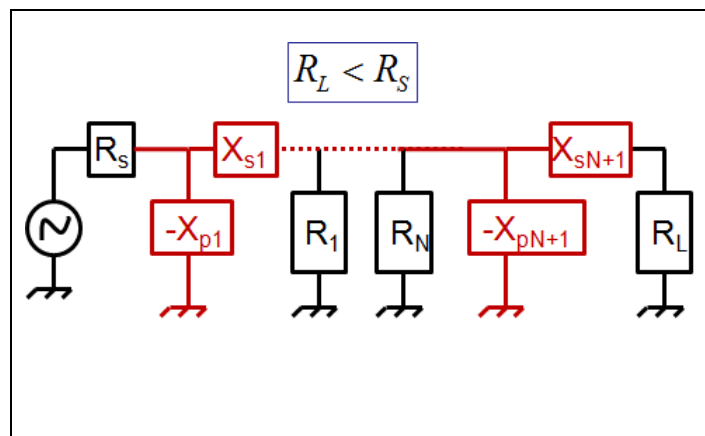 R_L < R_S
R_s
X_s1
X_sN+1
-X_p1
R_1
R_N
-X_pN+1
R_L